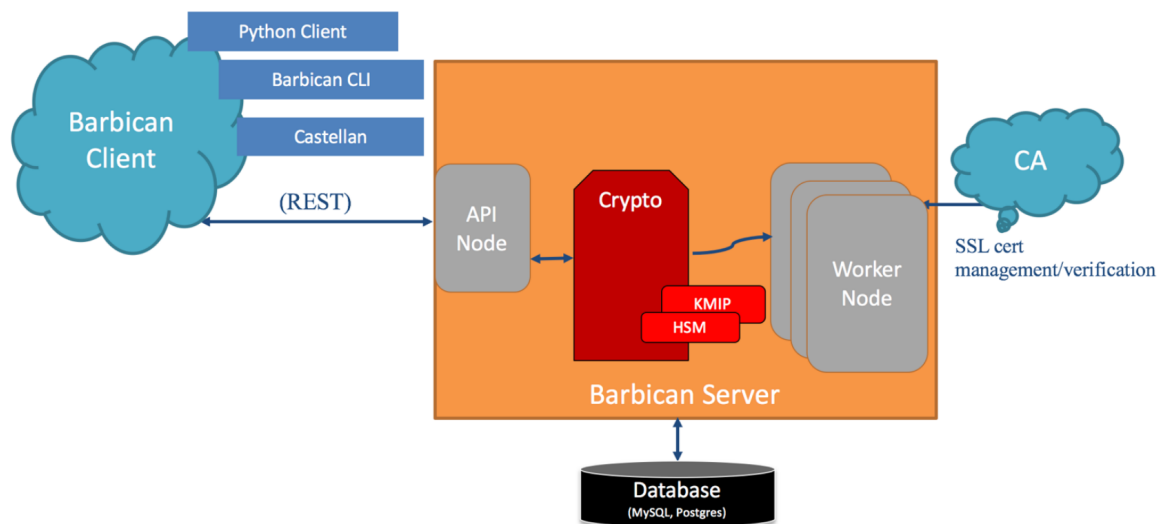 Python Client
Barbican CLI
Castellan
Barbican
Client
(REST)
API
Node
Crypto
KMIP
HSM
Worker
Node
CA
SSL cert
management/verification
Barbican Server
Database
(MySQL, Postgres)